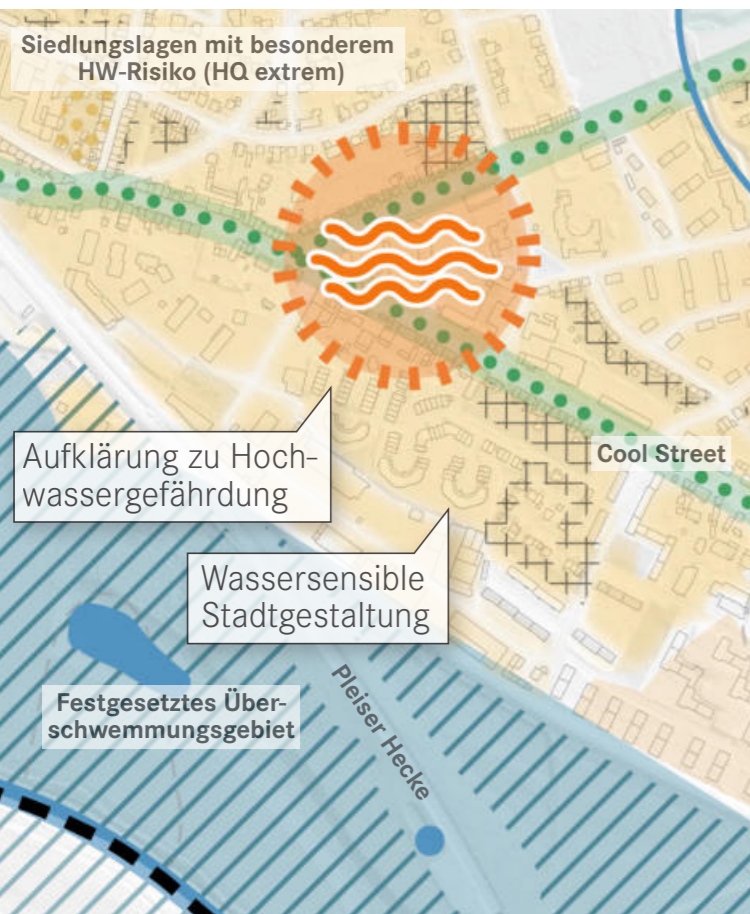 Siedlungslagen mit besonderem
HW-Risiko (HQ extrem)
Aufklärung zu Hoch-
wassergefährdung
Cool Street
Wassersensible
Stadtgestaltung
Festgesetztes Über-
schwemmungsgebiet
Pleiser Hecke